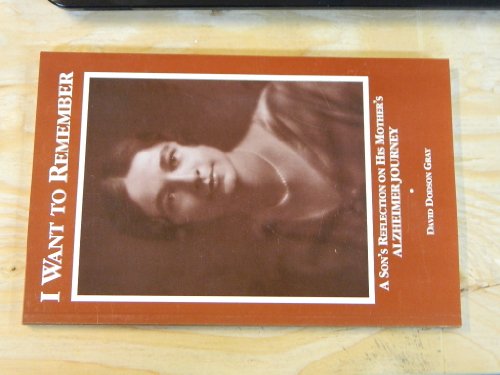 I WANT TO REMEMBER
A SON'S REFLECTION ON HIS MOTHER'S
ALZHEIMER JOURNEY
•
DAVID DODSON GRAY